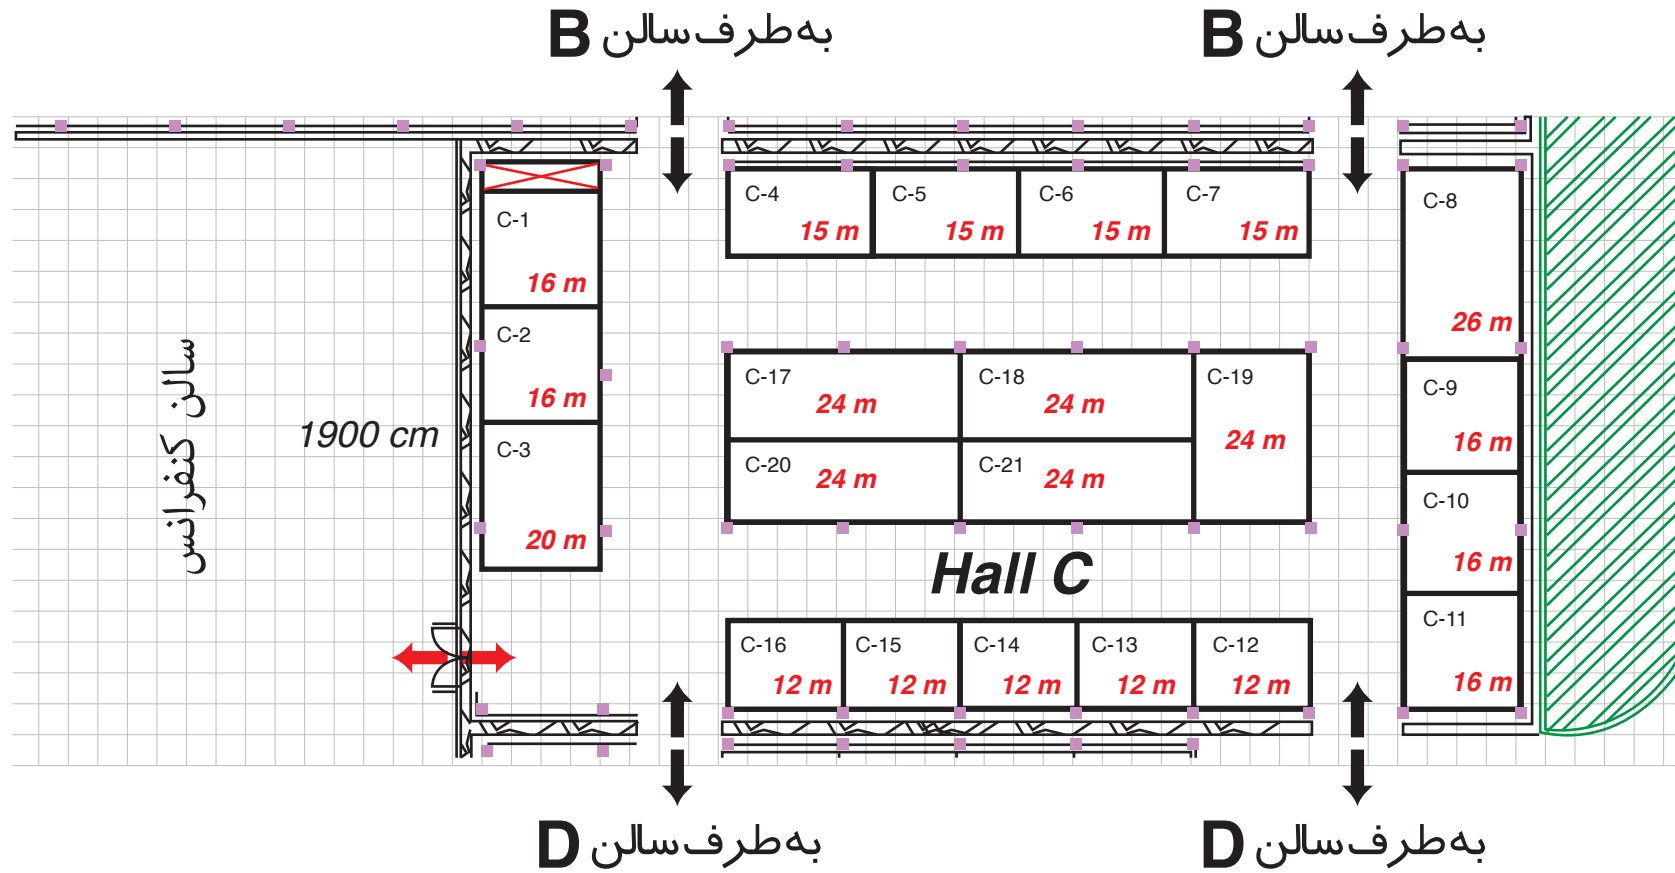 به طرف سالن B
به طرف سالن B
C-1
16 m
C-2
16 m
C-3
20 m
سالن کنفرانس
1900 cm
C-4
15 m
C-5
15 m
C-6
15 m
C-7
15 m
C-8
26 m
C-9
16 m
C-10
16 m
C-11
16 m
C-17
24 m
C-18
24 m
C-19
24 m
C-20
24 m
C-21
24 m
Hall C
C-16
12 m
C-15
12 m
C-14
12 m
C-13
12 m
C-12
12 m
به طرف سالن D
به طرف سالن D